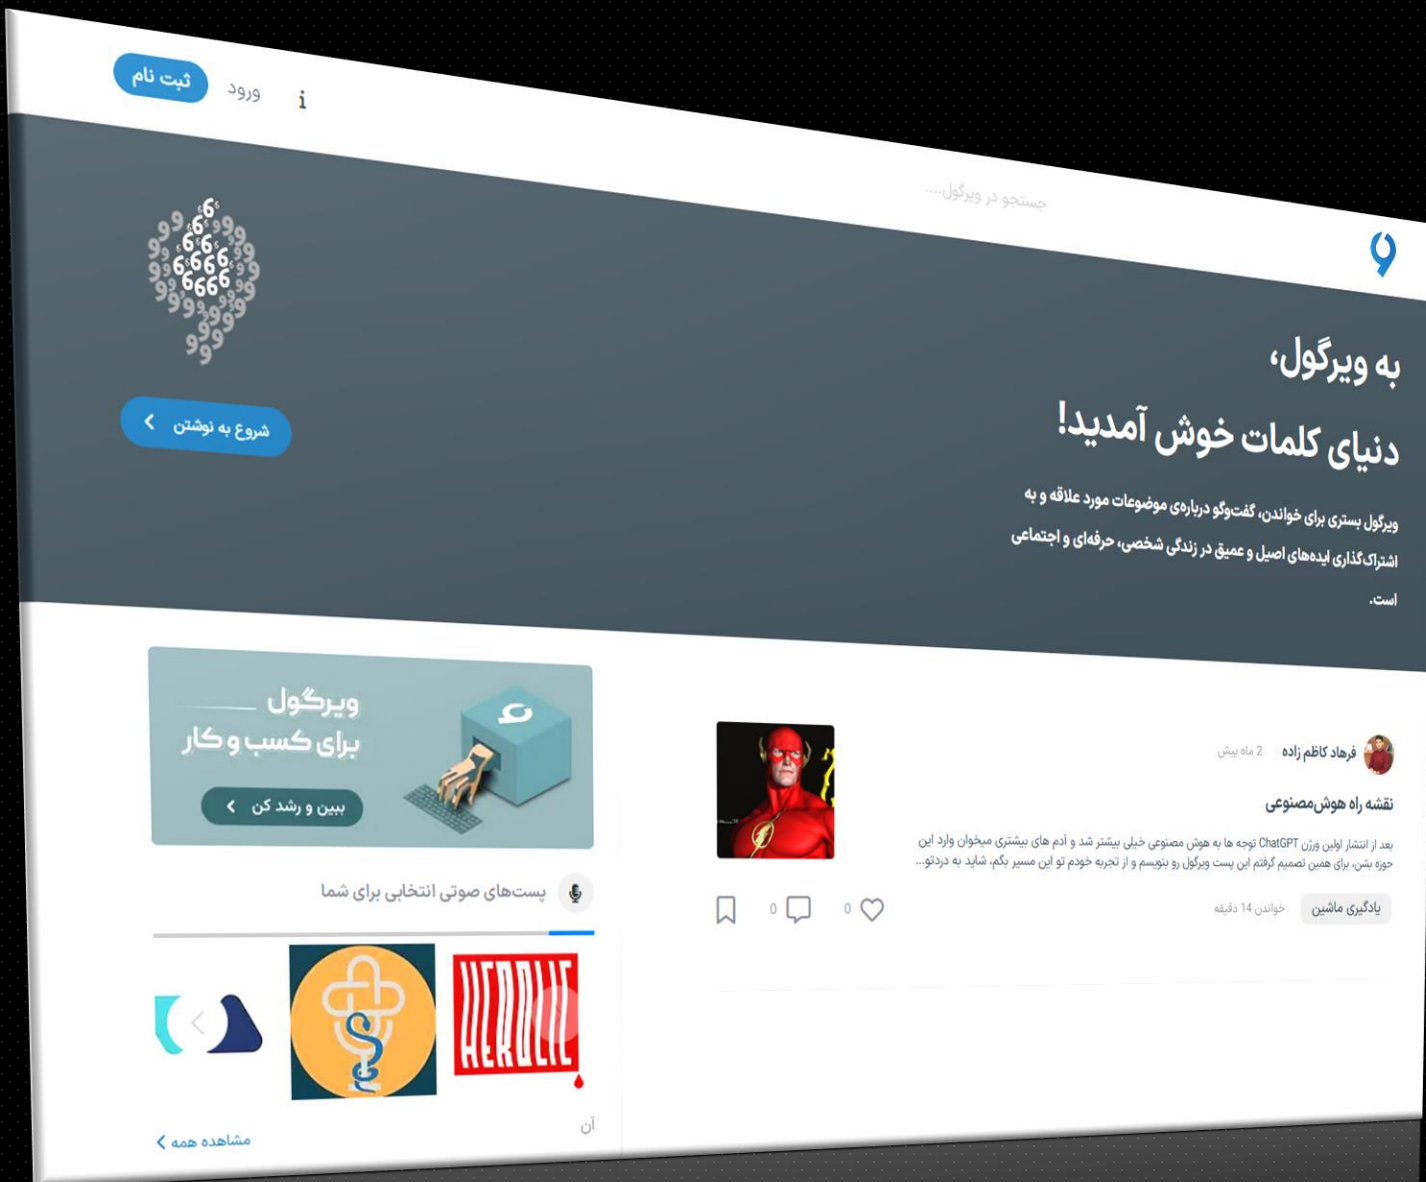 ثبت نام
ورود
i
جستجو در ویرگول....
به ویرگول،
دنیای کلمات خوش آمدید!
ویرگول بستری برای خواندن، گفت‌وگو درباره‌ی موضوعات مورد علاقه و به
اشتراک‌گذاری ایده‌های اصیل و عمیق در زندگی شخصی، حرفه‌ای و اجتماعی
است.
شروع به نوشتن
فرهاد کاظم زاده
2 ماه پیش
نقشه راه هوش‌مصنوعی
بعد از انتشار اولین ورژن ChatGPT توجه ها به هوش مصنوعی خیلی بیشتر شد و آدم های بیشتری میخوان وارد این
حوزه بشن، برای همین تصمیم گرفتم این پست ویرگول رو بنویسم و از تجربه خودم تو این مسیر بگم، شاید به دردتو...
یادگیری ماشین
خواندن 14 دقیقه
0
0
ویرگول
برای کسب و کار
ببین و رشد کن
پست‌های صوتی انتخابی برای شما
HEROLIC
آن
مشاهده همه